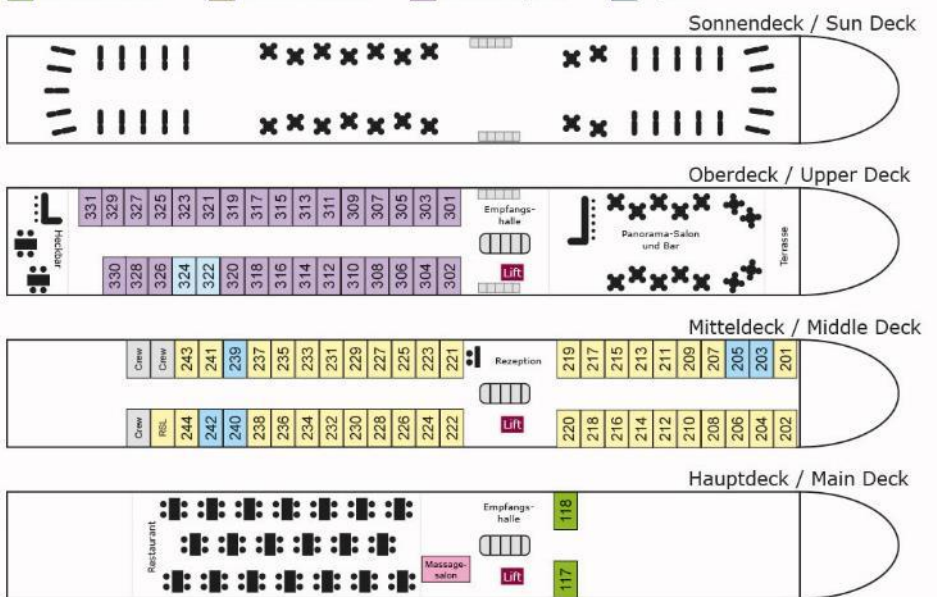 Sonnendeck / Sun Deck
Oberdeck / Upper Deck
331 329 327 325 323 321 319 317 315 313 311 309 307 305 303 301
Empfangs-
halle
Heckbar
Panorama-Salon
und Bar
Terrasse
Lift
330 328 326 324 322 320 318 316 314 312 310 308 306 304 302
Mitteldeck / Middle Deck
Crew Crew 243 241 239 237 235 233 231 229 227 225 223 221
Rezeption
219 217 215 213 211 209 207 205 203 201
Crew RSL 244 242 240 238 236 234 232 230 228 226 224 222
Lift
220 218 216 214 212 210 208 206 204 202
Hauptdeck / Main Deck
Restaurant
Empfangs-
halle
118
Massage-
salon
Lift
117